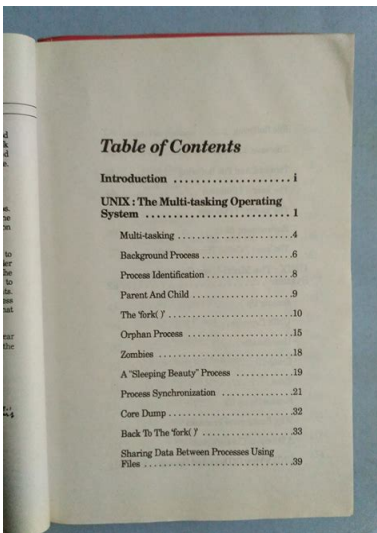 Table of Contents
Introduction .................. i
UNIX : The Multi-tasking Operating
System ...................... 1
Multi-tasking ..................4
Background Process ..............6
Process Identification .............8
Parent And Child ................9
The 'fork( )' ....................10
Orphan Process .................15
Zombies ......................18
A "Sleeping Beauty" Process .........19
Process Synchronization ............21
Core Dump .....................32
Back To The 'fork( )' ..............33
Sharing Data Between Processes Using
Files ........................39